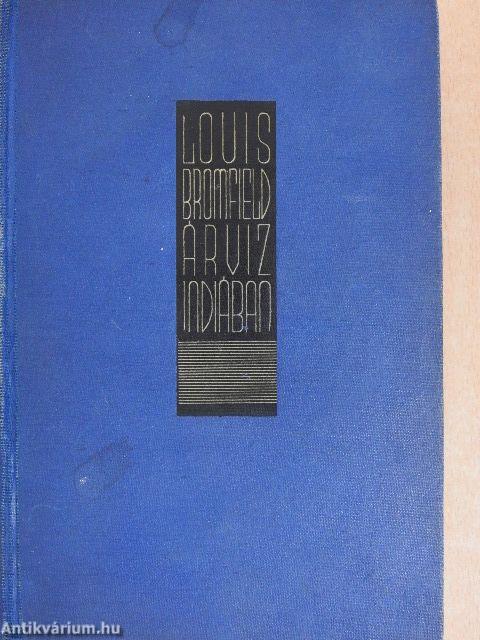 LOUIS
BROMFIELD
ÁRVIZ
INDIÁBAN
Antikvárium.hu